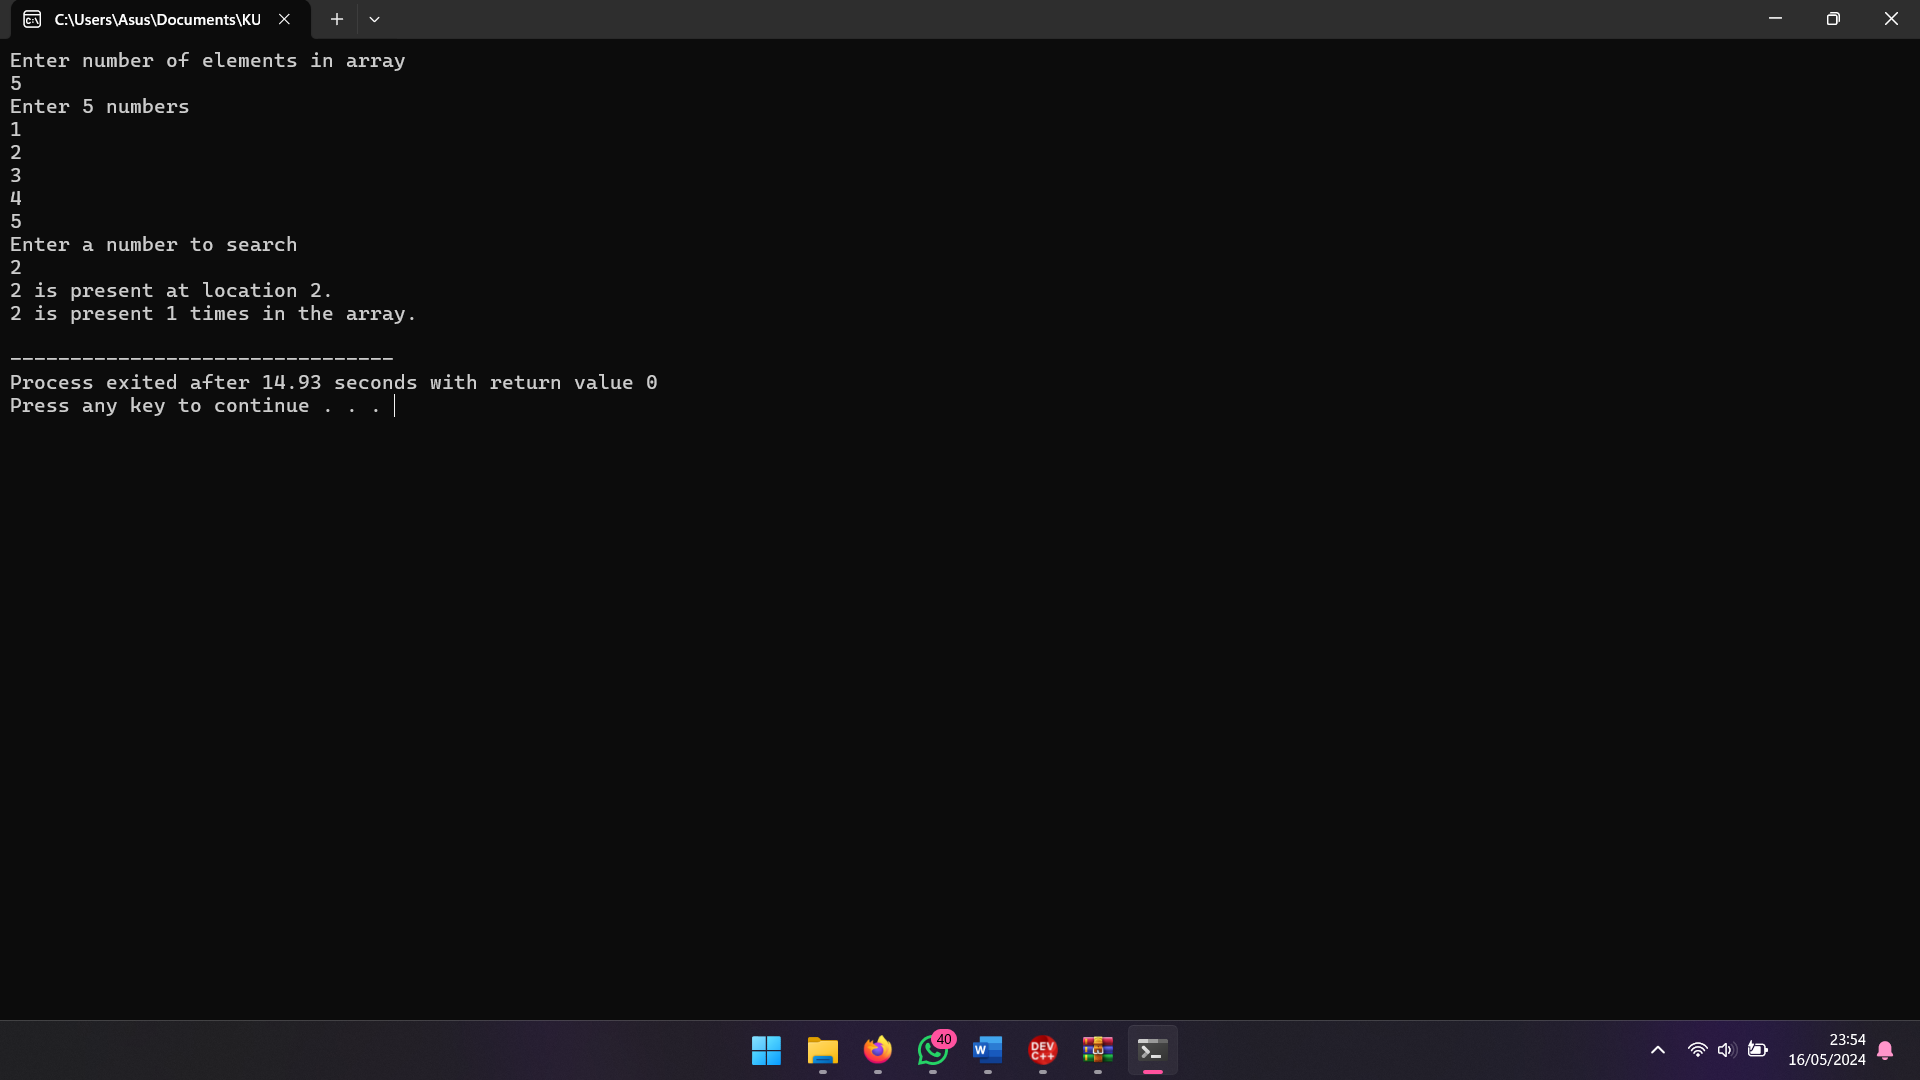 C:\Users\Asus\Documents\KU
Enter number of elements in array
5
Enter 5 numbers
1
2
3
4
5
Enter a number to search
2
2 is present at location 2.
2 is present 1 times in the array.
--------------------------------
Process exited after 14.93 seconds with return value 0
Press any key to continue . . .
40
W
DEV
C++
23:54
16/05/2024